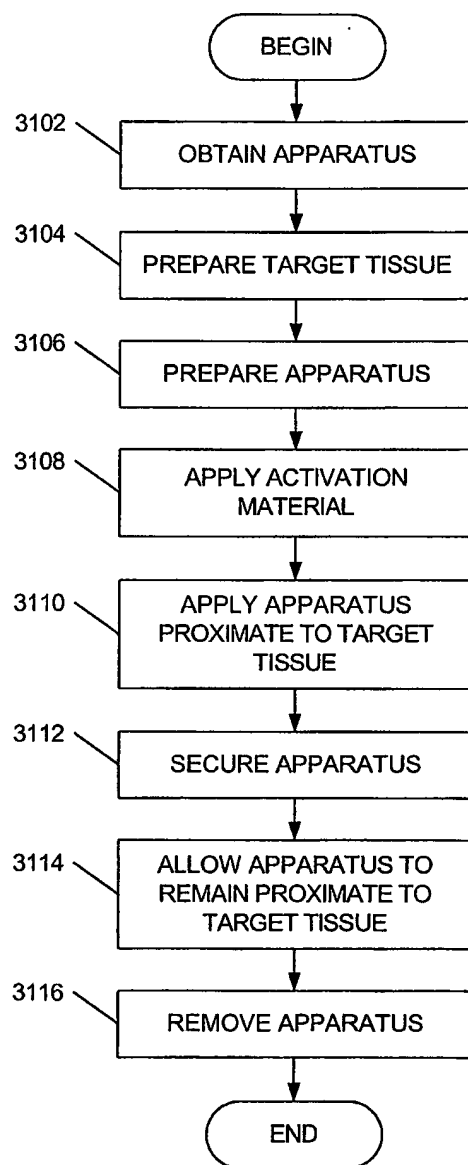 BEGIN
3102
OBTAIN APPARATUS
3104
PREPARE TARGET TISSUE
3106
PREPARE APPARATUS
3108
APPLY ACTIVATION
MATERIAL
3110
APPLY APPARATUS
PROXIMATE TO TARGET
TISSUE
3112
SECURE APPARATUS
3114
ALLOW APPARATUS TO
REMAIN PROXIMATE TO
TARGET TISSUE
3116
REMOVE APPARATUS
END